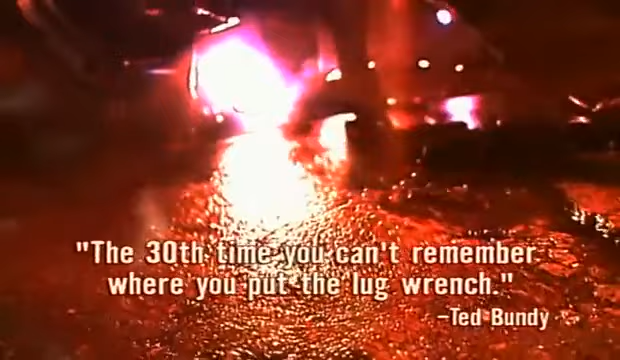 "The 30th time you can't remember
where you put the lug wrench."
–Ted Bundy